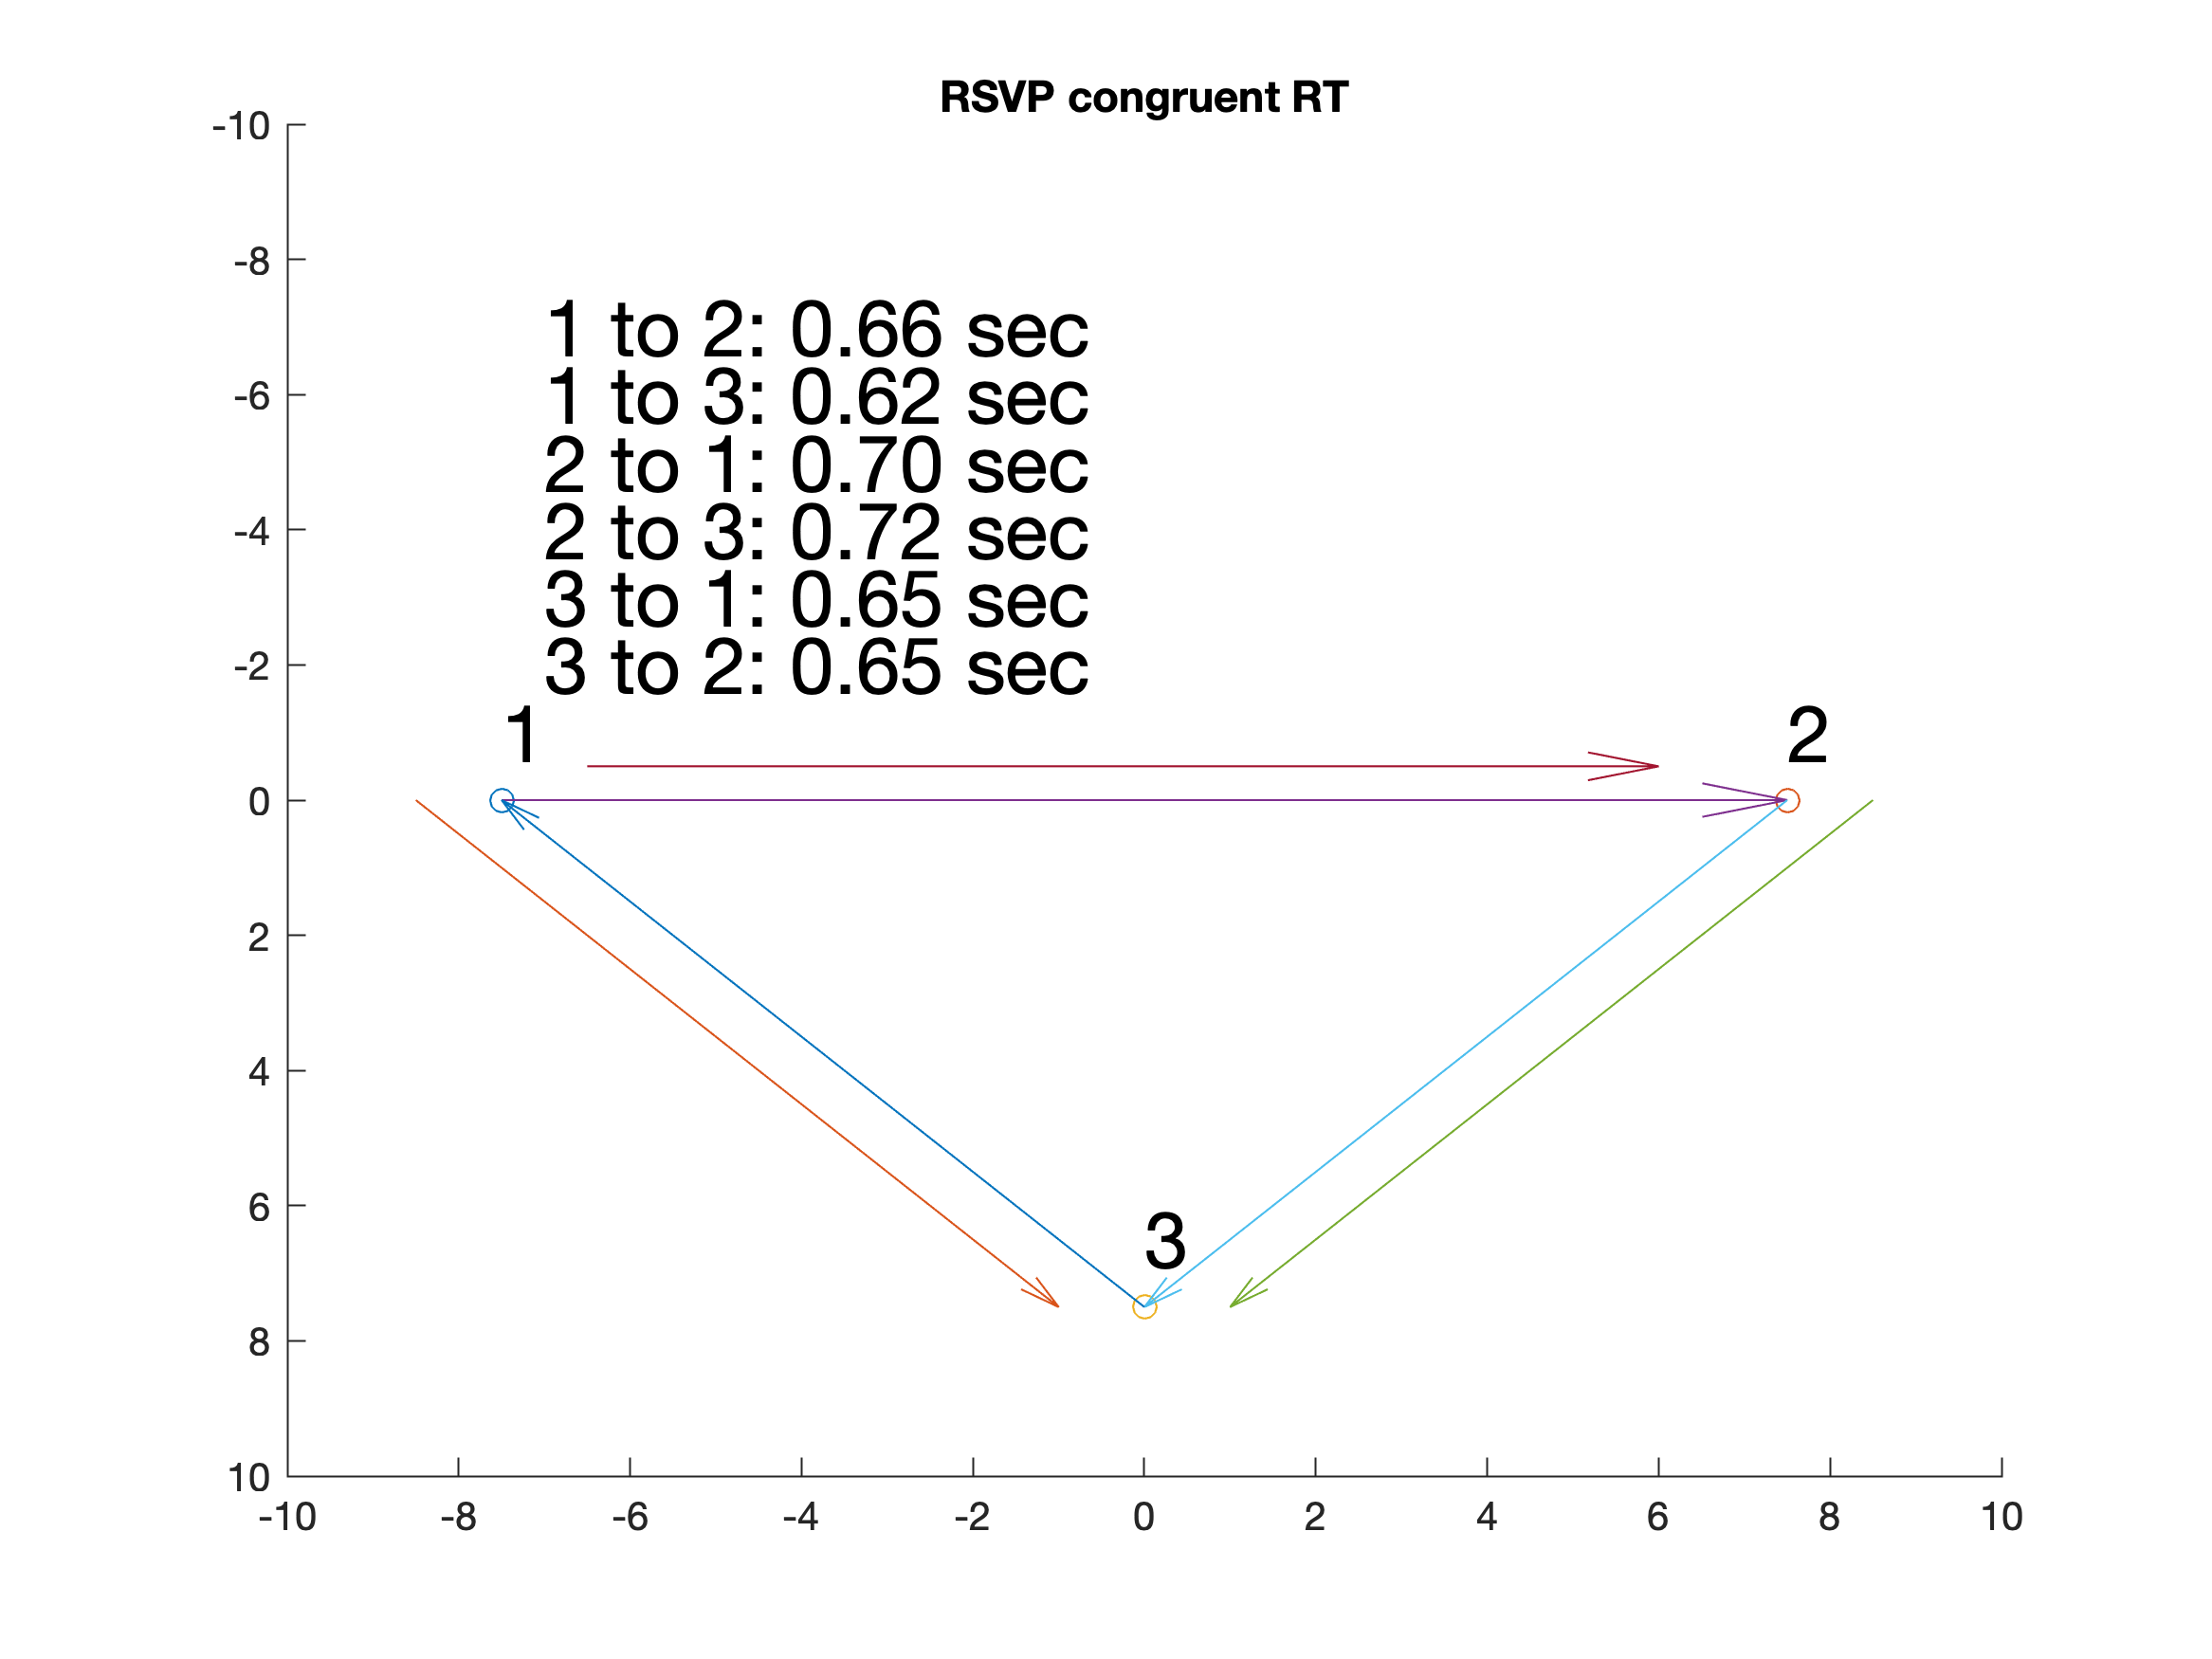 RSVP congruent RT
-10
-8
1 to 2: 0.66 sec
-6
1 to 3: 0.62 sec
2 to 1: 0.70 sec
-4
2 to 3: 0.72 sec
3 to 1: 0.65 sec
-2
3 to 2: 0.65 sec
1
2
0
2
4
6
3
8
10
-10 -8 -6 -4 -2 0 2 4 6 8 10